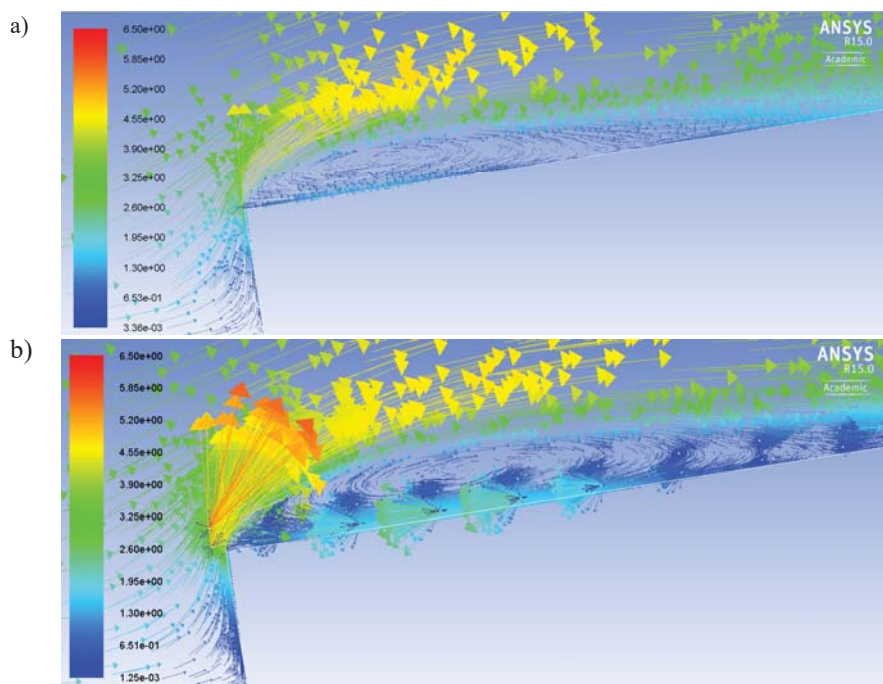 a)
6.50e+00
5.85e+00
5.20e+00
4.55e+00
3.90e+00
3.25e+00
2.60e+00
1.95e+00
1.30e+00
6.53e-01
3.36e-03
ANSYS
R15.0
Academic
b)
6.50e+00
5.85e+00
5.20e+00
4.55e+00
3.90e+00
3.25e+00
2.60e+00
1.95e+00
1.30e+00
6.51e-01
1.25e-03
ANSYS
R15.0
Academic